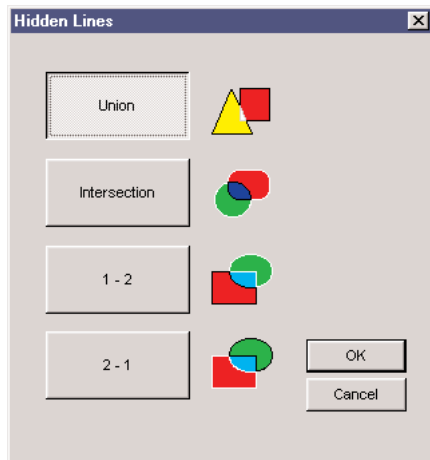 Hidden Lines
Union
Intersection
1 - 2
2 - 1
OK
Cancel